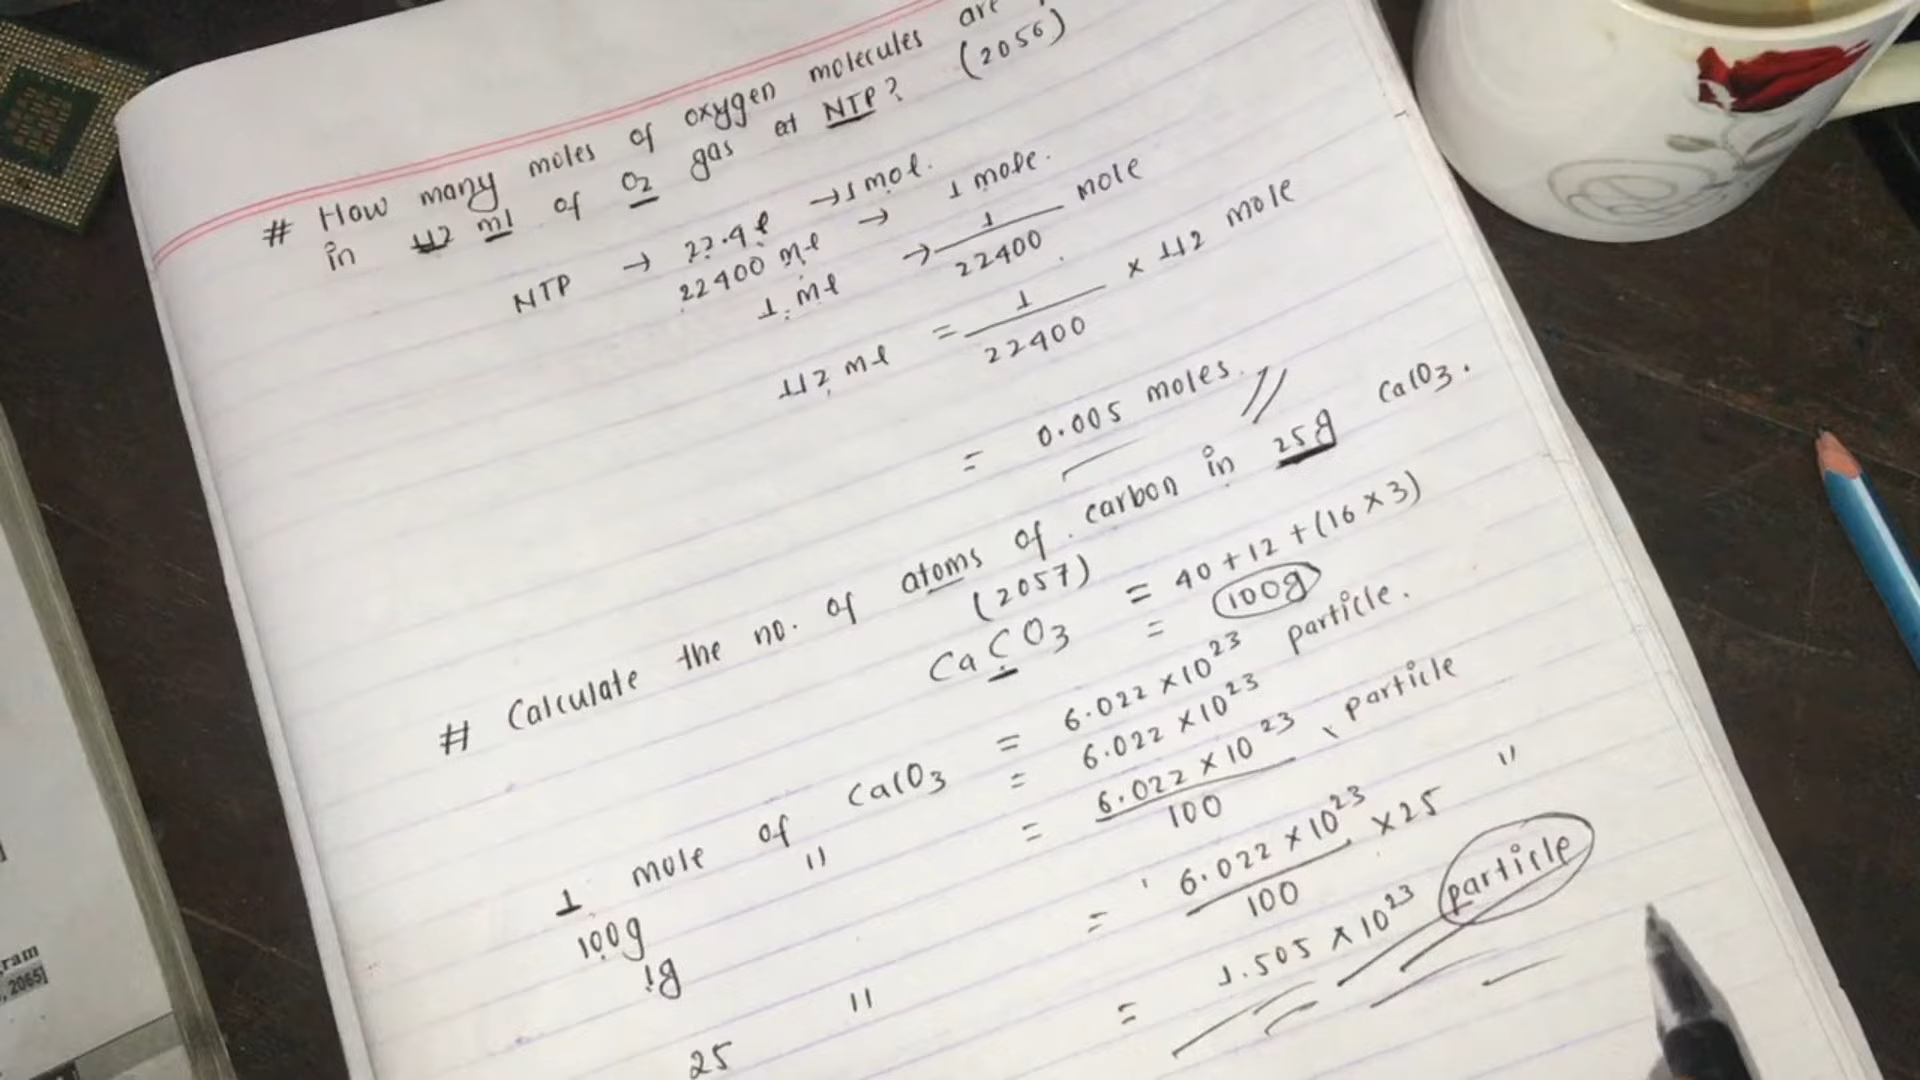 # How many moles of oxygen molecules are
in 112 ml of O2 gas at NTP? (2056)
NTP → 22.4 l → 1 mol.
22400 ml → 1 mole.
1 ml → 1/22400 mole
112 ml = 1/22400 × 112 mole
= 0.005 moles.
# Calculate the no. of atoms of carbon in 25g CaCO3.
(2057)
CaCO3 = 40+12+(16×3)
= 100g
1 mole of CaCO3 = 6.022×10^23 particle.
100g " = 6.022×10^23
1g = 6.022×10^23/100 particle
25 " = 6.022×10^23/100 ×25 "
= 1.505×10^23 particle
ram
, 2065]